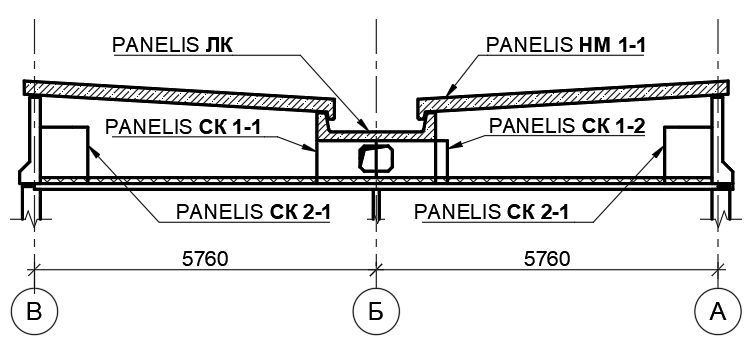 PANELIS ЛК
PANELIS НМ 1-1
PANELIS СК 1-1
PANELIS СК 1-2
PANELIS СК 2-1
PANELIS СК 2-1
5760
5760
В
Б
А